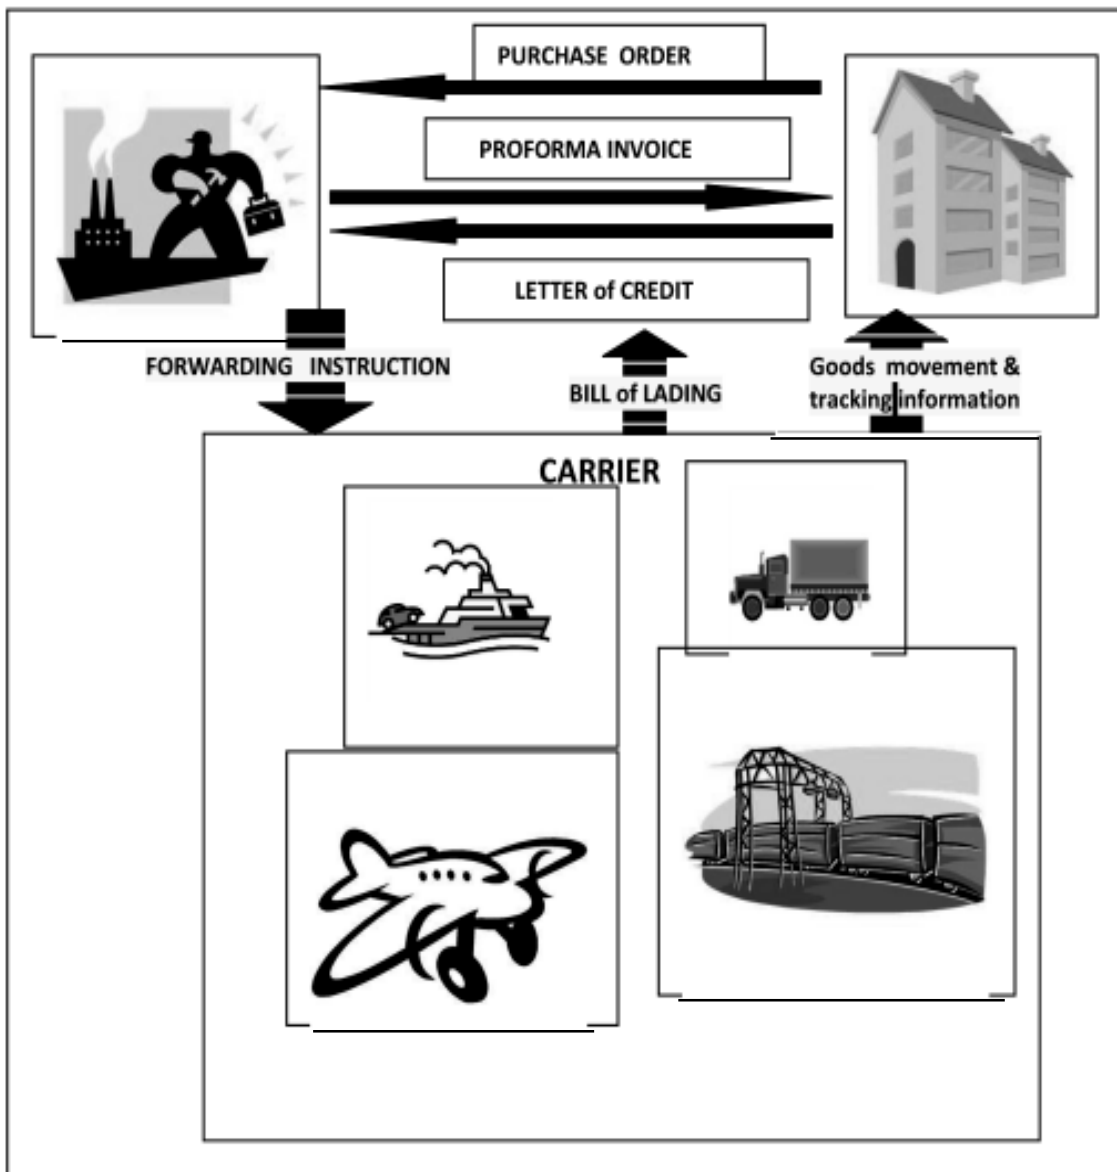 PURCHASE ORDER
PROFORMA INVOICE
LETTER of CREDIT
FORWARDING INSTRUCTION
BILL of LADING
Goods movement &
tracking information
CARRIER